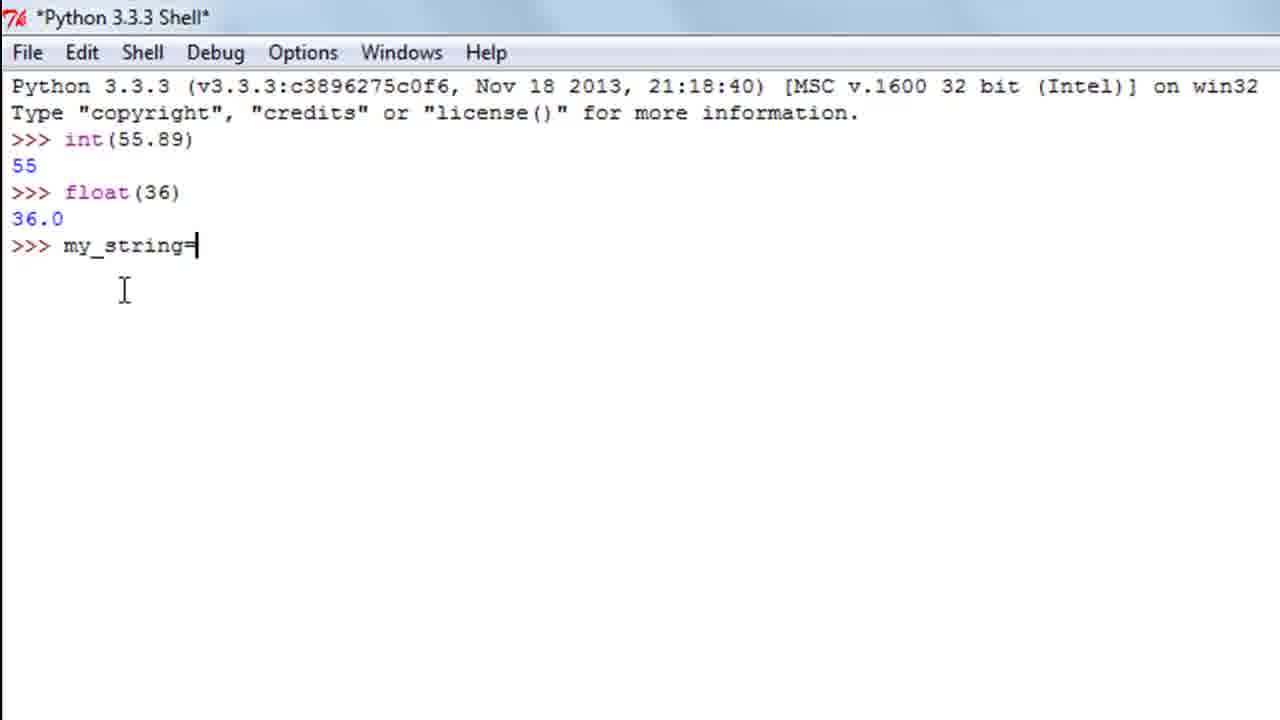 *Python 3.3.3 Shell*
File Edit Shell Debug Options Windows Help
Python 3.3.3 (v3.3.3:c3896275c0f6, Nov 18 2013, 21:18:40) [MSC v.1600 32 bit (Intel)] on win32
Type "copyright", "credits" or "license()" for more information.
>>> int(55.89)
55
>>> float(36)
36.0
>>> my_string=